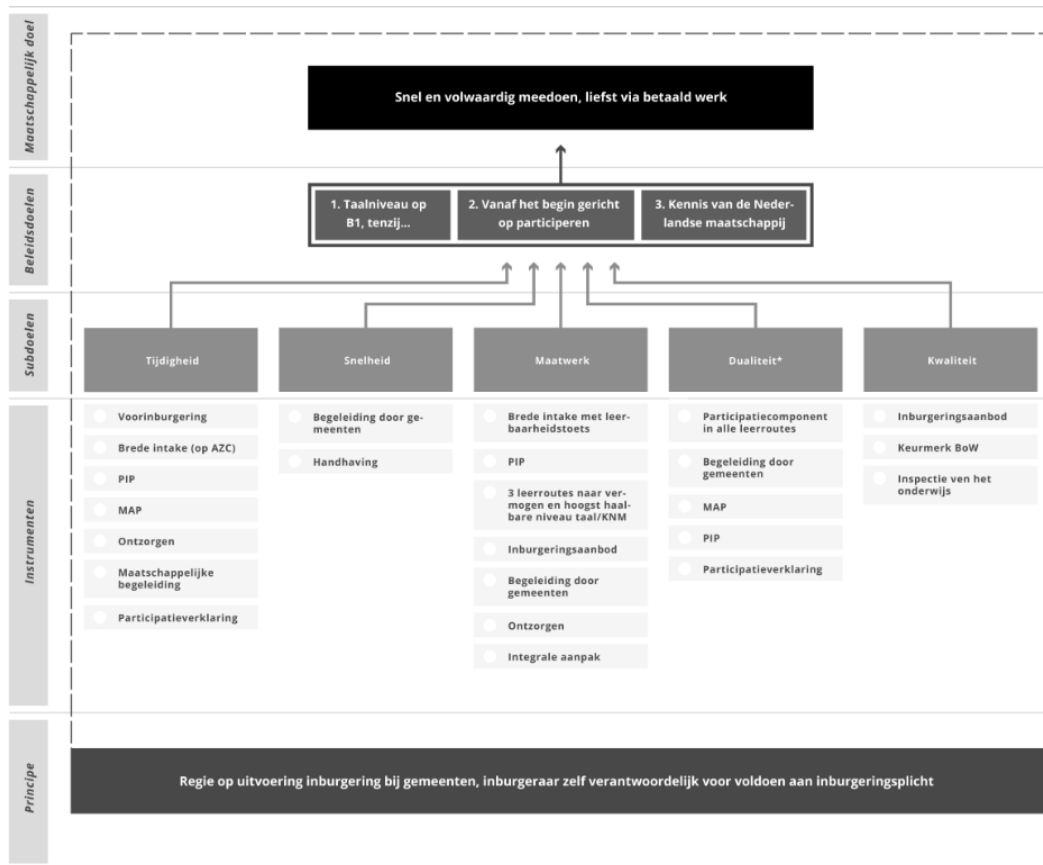 Maatschappelijk doel
Snel en volwaardig meedoen, liefst via betaald werk
Beleidsdoelen
1. Taalniveau op
B1, tenzij...
2. Vanaf het begin gericht
op participeren
3. Kennis van de Neder-
landse maatschappij
Subdoelen
Tijdigheid
Snelheid
Maatwerk
Dualiteit*
Kwaliteit
Instrumenten
Voorinburgering
Brede intake (op AZC)
PIP
MAP
Ontzorgen
Maatschappelijke
begeleiding
Participatieverklaring
Begeleiding door ge-
meenten
Handhaving
Brede intake met leer-
baarheidstoets
PIP
3 leerroutes naar ver-
mogen en hoogst haal-
bare niveau taal/KNM
Inburgeringsaanbod
Begeleiding door
gemeenten
Ontzorgen
Integrale aanpak
Participatiecomponent
in alle leerroutes
Begeleiding door
gemeenten
MAP
PIP
Participatieverklaring
Inburgeringsaanbod
Keurmerk BoW
Inspectie ven het
onderwijs
Principe
Regie op uitvoering inburgering bij gemeenten, inburgeraar zelf verantwoordelijk voor voldoen aan inburgeringsplicht